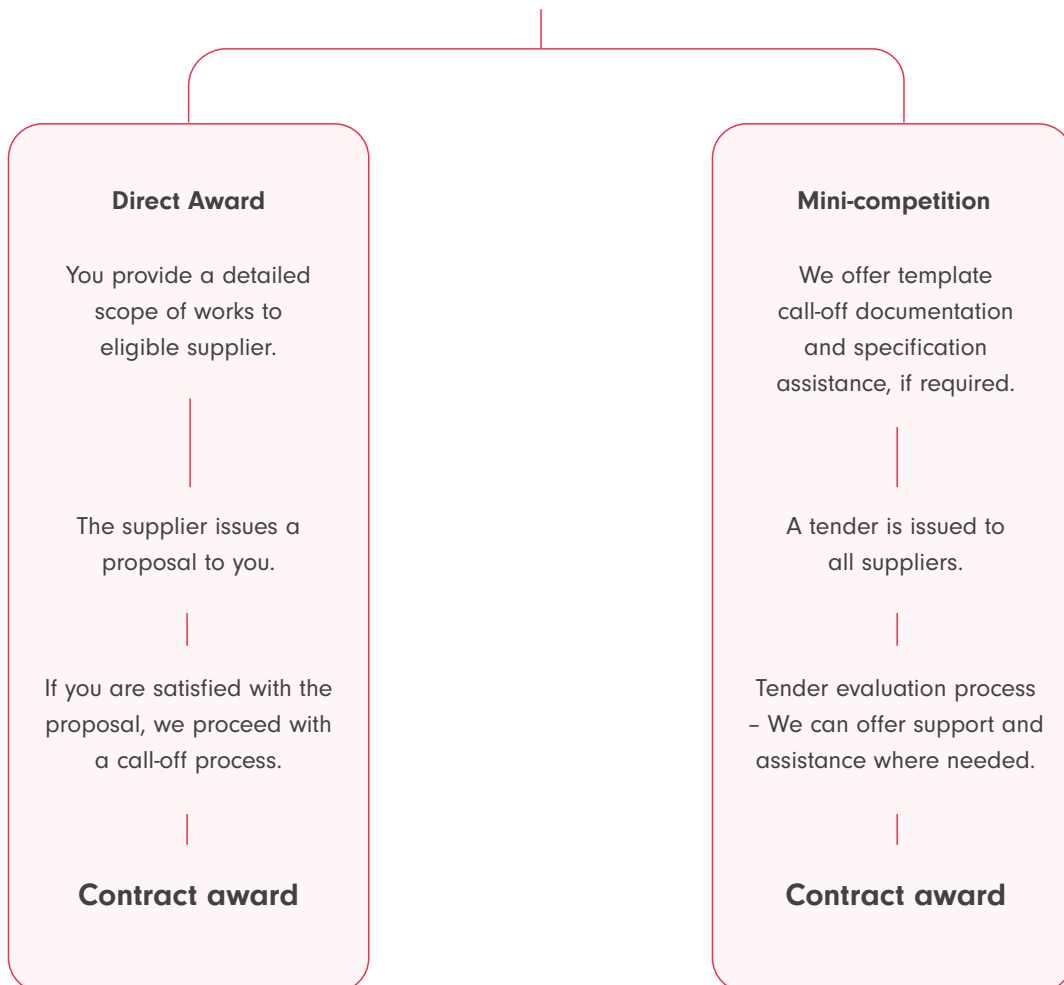 Direct Award
You provide a detailed
scope of works to
eligible supplier.
The supplier issues a
proposal to you.
If you are satisfied with the
proposal, we proceed with
a call-off process.
Contract award
Mini-competition
We offer template
call-off documentation
and specification
assistance, if required.
A tender is issued to
all suppliers.
Tender evaluation process
– We can offer support and
assistance where needed.
Contract award